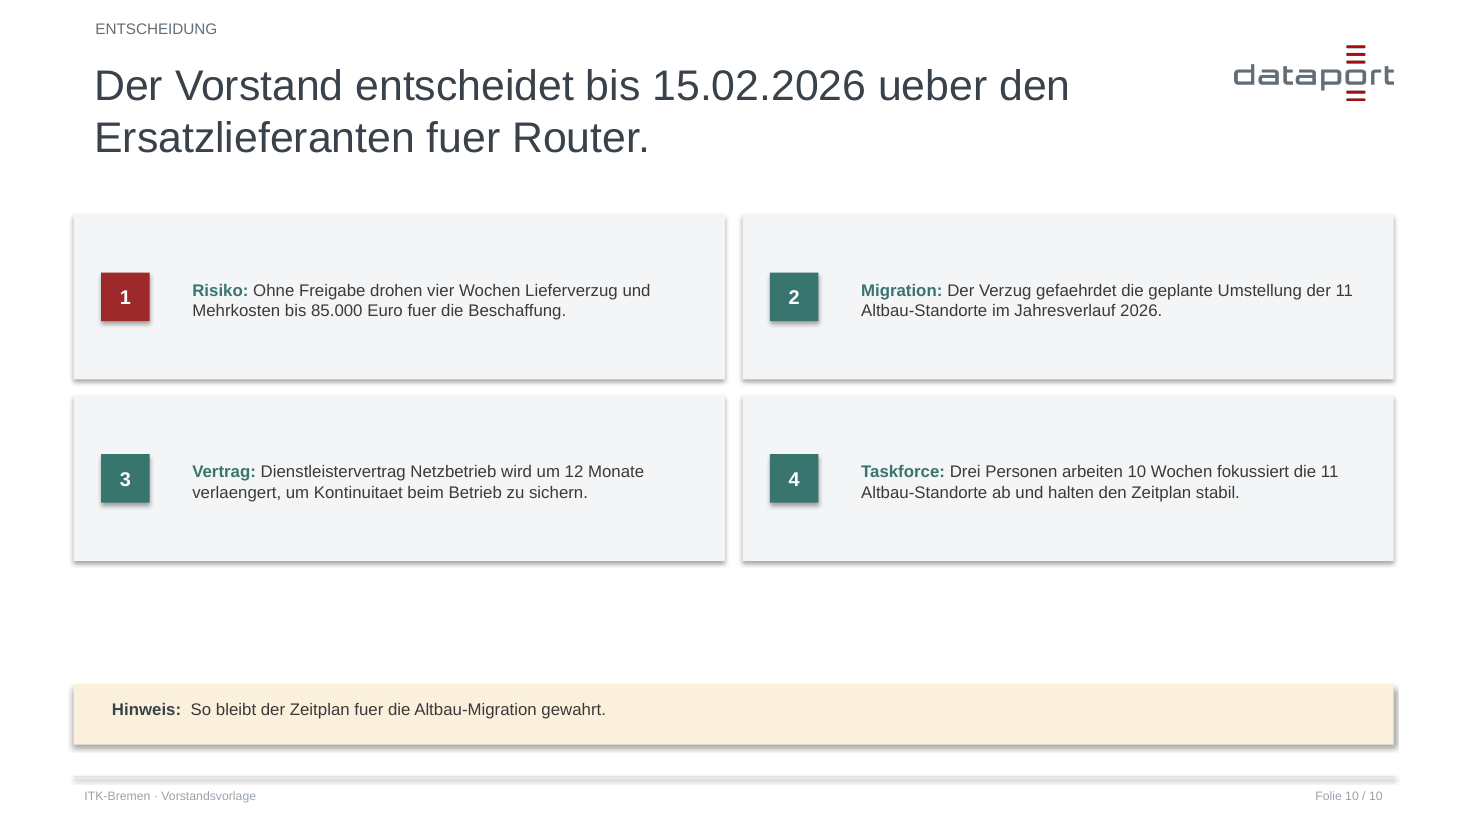 ENTSCHEIDUNG
Der Vorstand entscheidet bis 15.02.2026 ueber den
Ersatzlieferanten fuer Router.
dataport
1
Risiko: Ohne Freigabe drohen vier Wochen Lieferverzug und
Mehrkosten bis 85.000 Euro fuer die Beschaffung.
2
Migration: Der Verzug gefaehrdet die geplante Umstellung der 11
Altbau-Standorte im Jahresverlauf 2026.
3
Vertrag: Dienstleistervertrag Netzbetrieb wird um 12 Monate
verlaengert, um Kontinuitaet beim Betrieb zu sichern.
4
Taskforce: Drei Personen arbeiten 10 Wochen fokussiert die 11
Altbau-Standorte ab und halten den Zeitplan stabil.
Hinweis: So bleibt der Zeitplan fuer die Altbau-Migration gewahrt.
ITK-Bremen · Vorstandsvorlage
Folie 10 / 10